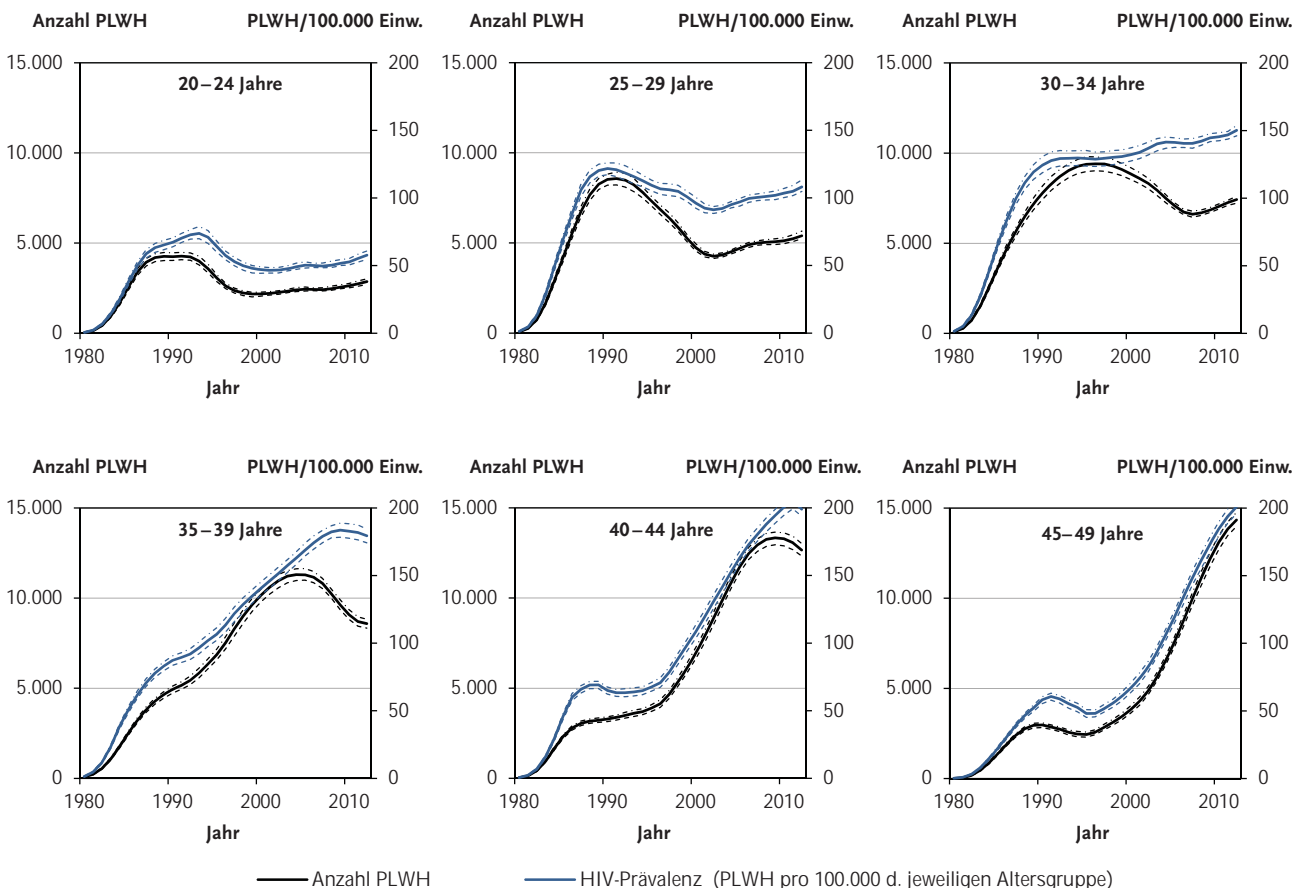 Anzahl PLWH PLWH/100.000 Einw. Anzahl PLWH PLWH/100.000 Einw. Anzahl PLWH PLWH/100.000 Einw.
15.000 200 15.000 200 15.000 200
20–24 Jahre 25–29 Jahre 30–34 Jahre
150 150 150
10.000 10.000 10.000
100 100 100
5.000 5.000 5.000
50 50 50
0 0 0 0 0 0
1980 1990 2000 2010 1980 1990 2000 2010 1980 1990 2000 2010
Jahr Jahr Jahr
Anzahl PLWH PLWH/100.000 Einw. Anzahl PLWH PLWH/100.000 Einw. Anzahl PLWH PLWH/100.000 Einw.
15.000 200 15.000 200 15.000 200
35–39 Jahre 40–44 Jahre 45–49 Jahre
150 150 150
10.000 10.000 10.000
100 100 100
5.000 5.000 5.000
50 50 50
0 0 0 0 0 0
1980 1990 2000 2010 1980 1990 2000 2010 1980 1990 2000 2010
Jahr Jahr Jahr
Anzahl PLWH HIV-Prävalenz (PLWH pro 100.000 d. jeweiligen Altersgruppe)